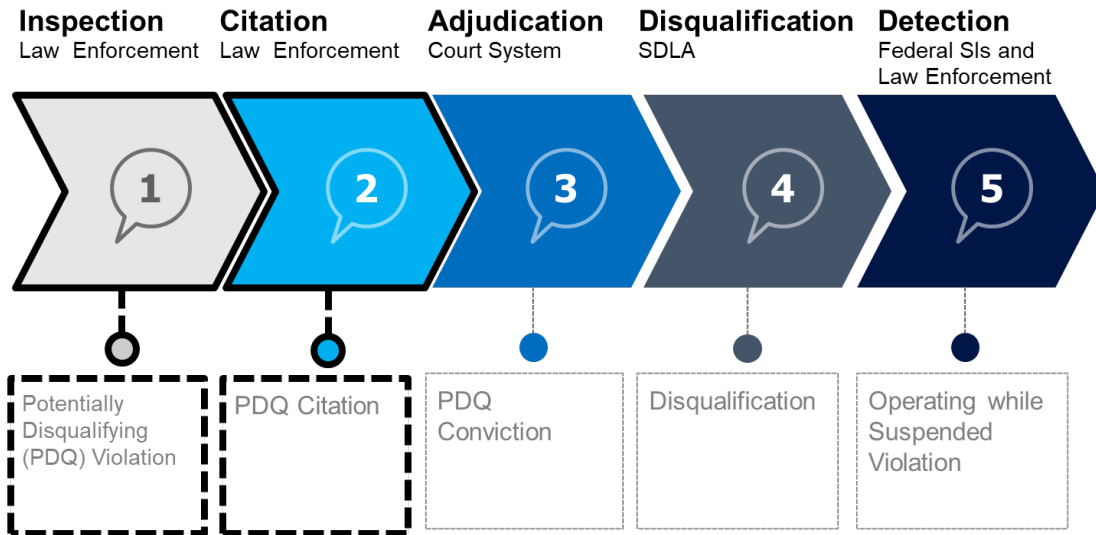 Inspection
Law Enforcement
Citation
Law Enforcement
Adjudication
Court System
Disqualification
SDLA
Detection
Federal SIs and
Law Enforcement
1
2
3
4
5
Potentially
Disqualifying
(PDQ) Violation
PDQ Citation
PDQ
Conviction
Disqualification
Operating while
Suspended
Violation